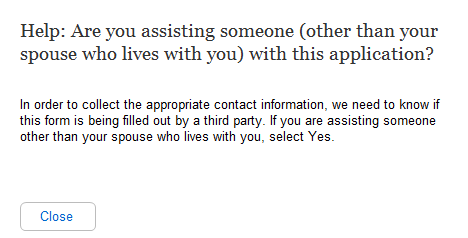 Help: Are you assisting someone (other than your
spouse who lives with you) with this application?
In order to collect the appropriate contact information, we need to know if
this form is being filled out by a third party. If you are assisting someone
other than your spouse who lives with you, select Yes.
Close